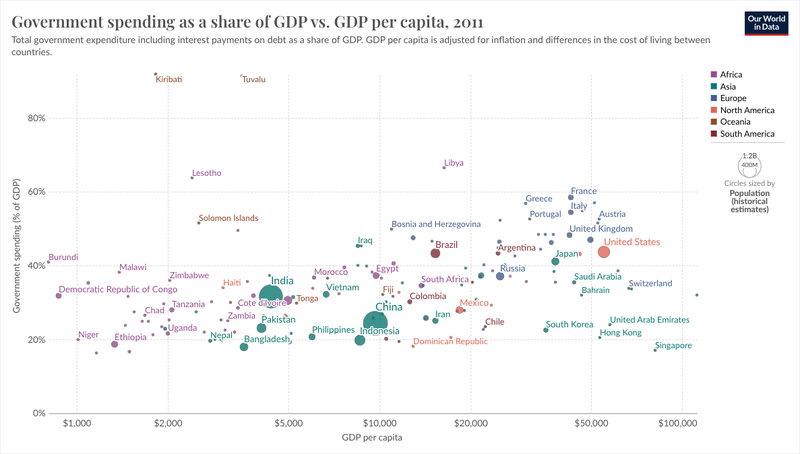 Government spending as a share of GDP vs. GDP per capita, 2011
Our World
in Data
Total government expenditure including interest payments on debt as a share of GDP. GDP per capita is adjusted for inflation and differences in the cost of living between
countries.
Kiribati
Tuvalu
Africa
Asia
Europe
North America
Oceania
South America
1:2B
400M
Circles sized by
Population
(historical
estimates)
Government spending (% of GDP)
80%
60%
40%
20%
0%
Libya
Lesotho
France
Greece
Italy
Solomon Islands
Portugal
Austria
Bosnia and Herzegovina
United Kingdom
Iraq
Brazil
Argentina
United States
Burundi
Japan
Malawi
Zimbabwe
Morocco
Egypt
Russia
Haiti
India
South Africa
Saudi Arabia
Democratic Republic of Congo
Vietnam
Fiji
Bahrain
Switzerland
Cote d'Ivoire
Tonga
Colombia
Chad
Tanzania
China
Mexico
Zambia
Pakistan
Iran
Chile
Uganda
Philippines
Indonesia
South Korea
United Arab Emirates
Niger
Ethiopia
Nepal
Bangladesh
Dominican Republic
Hong Kong
Singapore
$1,000
$2,000
$5,000
$10,000
$20,000
$50,000
$100,000
GDP per capita